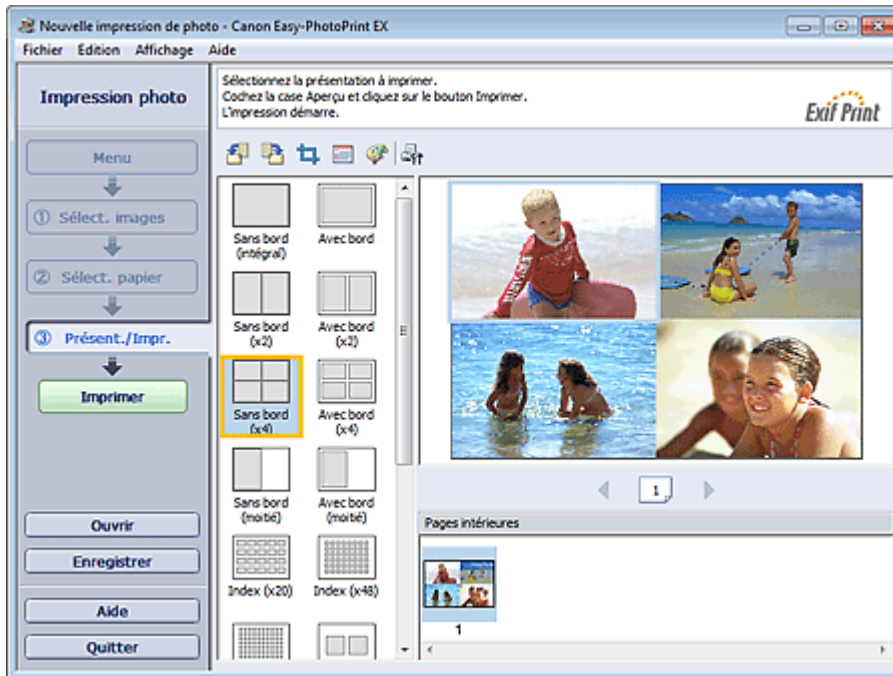 Nouvelle impression de photo - Canon Easy-PhotoPrint EX
Fichier Edition Affichage Aide
Impression photo
Sélectionnez la présentation à imprimer.
Cochez la case Aperçu et cliquez sur le bouton Imprimer.
L'impression démarre.
Exif Print
Menu
① Sélect. images
② Sélect. papier
③ Présent./Impr.
Imprimer
Ouvrir
Enregistrer
Aide
Quitter
Sans bord
(intégral)
Avec bord
Sans bord
(x2)
Avec bord
(x2)
Sans bord
(x4)
Avec bord
(x4)
Sans bord
(moitié)
Avec bord
(moitié)
Index (x20)
Index (x48)
1
Pages intérieures
1